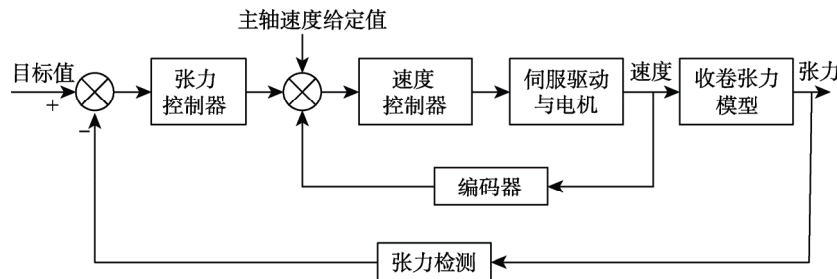 主轴速度给定值
目标值
+
−
张力
控制器
速度
控制器
伺服驱动
与电机
速度
收卷张力
模型
张力
编码器
张力检测